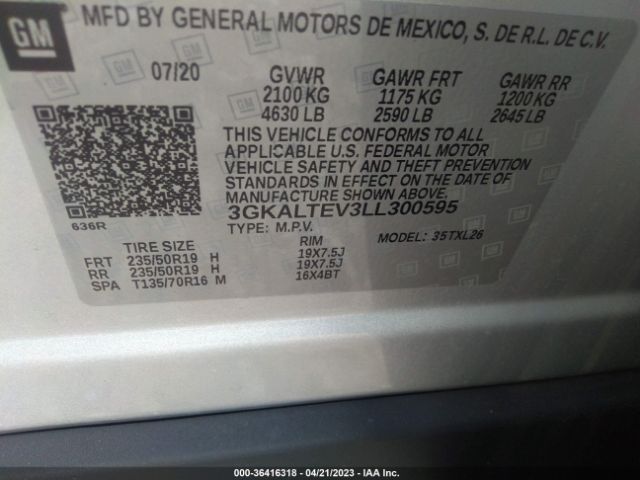 GM
MFD BY GENERAL MOTORS DE MEXICO, S. DE R.L. DE C.V.
07/20 GVWR GAWR FRT GAWR RR
2100 KG 1175 KG 1200 KG
4630 LB 2590 LB 2645 LB
THIS VEHICLE CONFORMS TO ALL
APPLICABLE U.S. FEDERAL MOTOR
VEHICLE SAFETY AND THEFT PREVENTION
STANDARDS IN EFFECT ON THE DATE OF
MANUFACTURE SHOWN ABOVE.
3GKALTEV3LL300595
636R
TYPE: M.P.V. MODEL: 35TXL26
TIRE SIZE RIM
FRT 235/50R19 H 19X7.5J
RR 235/50R19 H 19X7.5J
SPA T135/70R16 M 16X4BT
000-36416318 - 04/21/2023 - IAA Inc.